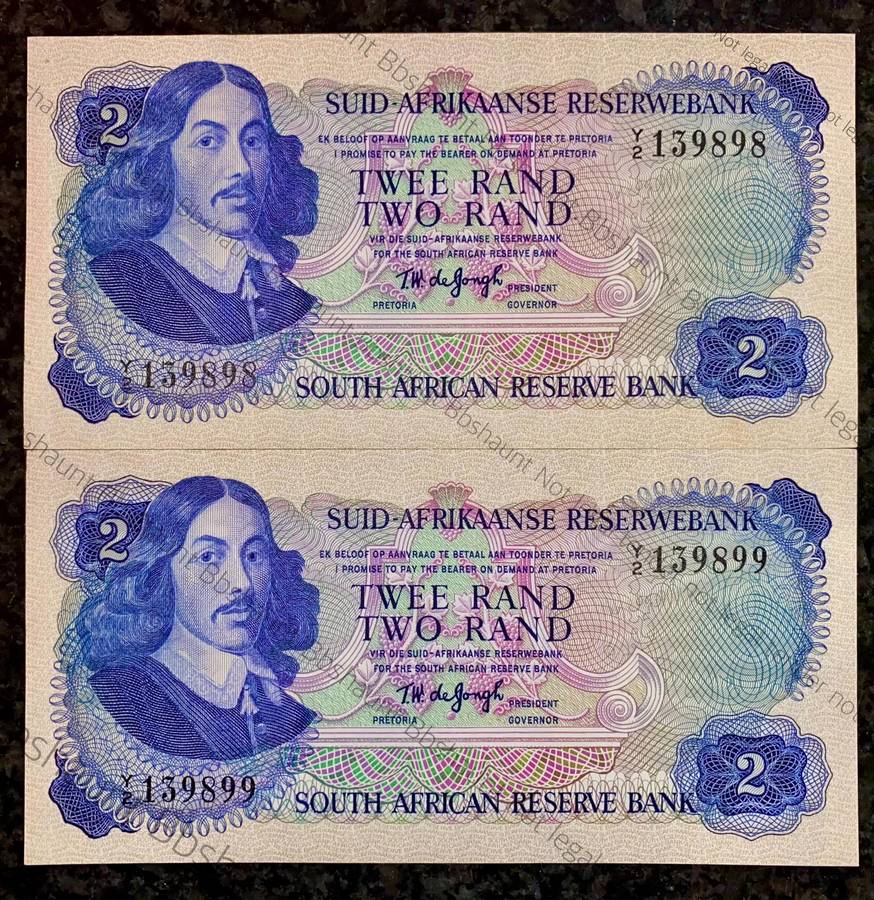 2
SUID-AFRIKAANSE RESERWEBANK
EK BELOOF OP AANVRAAG TE BETAAL AAN TOONDER TE PRETORIA
I PROMISE TO PAY THE BEARER ON DEMAND AT PRETORIA
Y/2 139898
TWEE RAND
TWO RAND
VIR DIE SUID-AFRIKAANSE RESERWEBANK
FOR THE SOUTH AFRICAN RESERVE BANK
T.W. de Jongh
PRESIDENT
PRETORIA GOVERNOR
2
Y/2 139898
SOUTH AFRICAN RESERVE BANK
2
SUID-AFRIKAANSE RESERWEBANK
EK BELOOF OP AANVRAAG TE BETAAL AAN TOONDER TE PRETORIA
I PROMISE TO PAY THE BEARER ON DEMAND AT PRETORIA
Y/2 139899
TWEE RAND
TWO RAND
VIR DIE SUID-AFRIKAANSE RESERWEBANK
FOR THE SOUTH AFRICAN RESERVE BANK
T.W. de Jongh
PRESIDENT
PRETORIA GOVERNOR
2
Y/2 139899
SOUTH AFRICAN RESERVE BANK
Bbshaunt Not legal